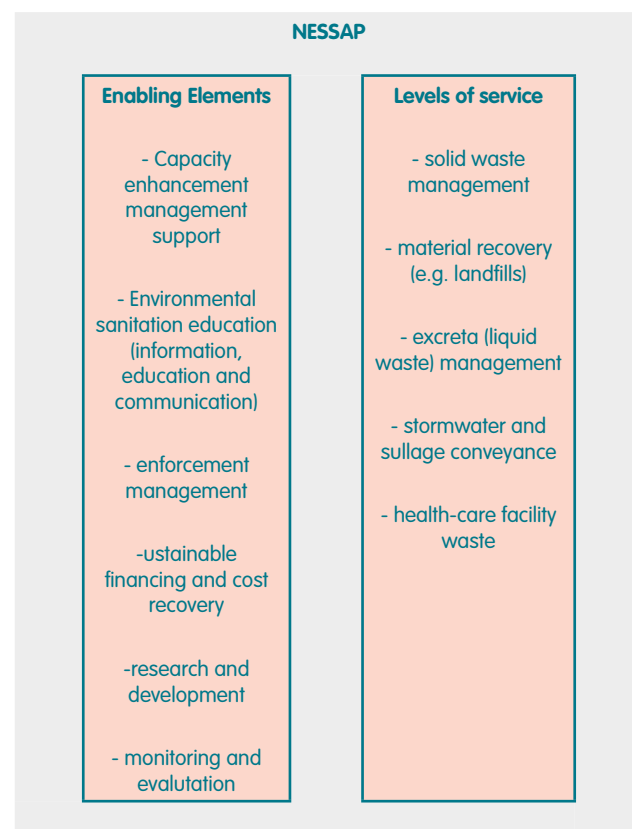 NESSAP
Enabling Elements
- Capacity
enhancement
management
support
- Environmental
sanitation education
(information,
education and
communication)
- enforcement
management
-ustainable
financing and cost
recovery
-research and
development
- monitoring and
evalutation
Levels of service
- solid waste
management
- material recovery
(e.g. landfills)
- excreta (liquid
waste) management
- stormwater and
sullage conveyance
- health-care facility
waste